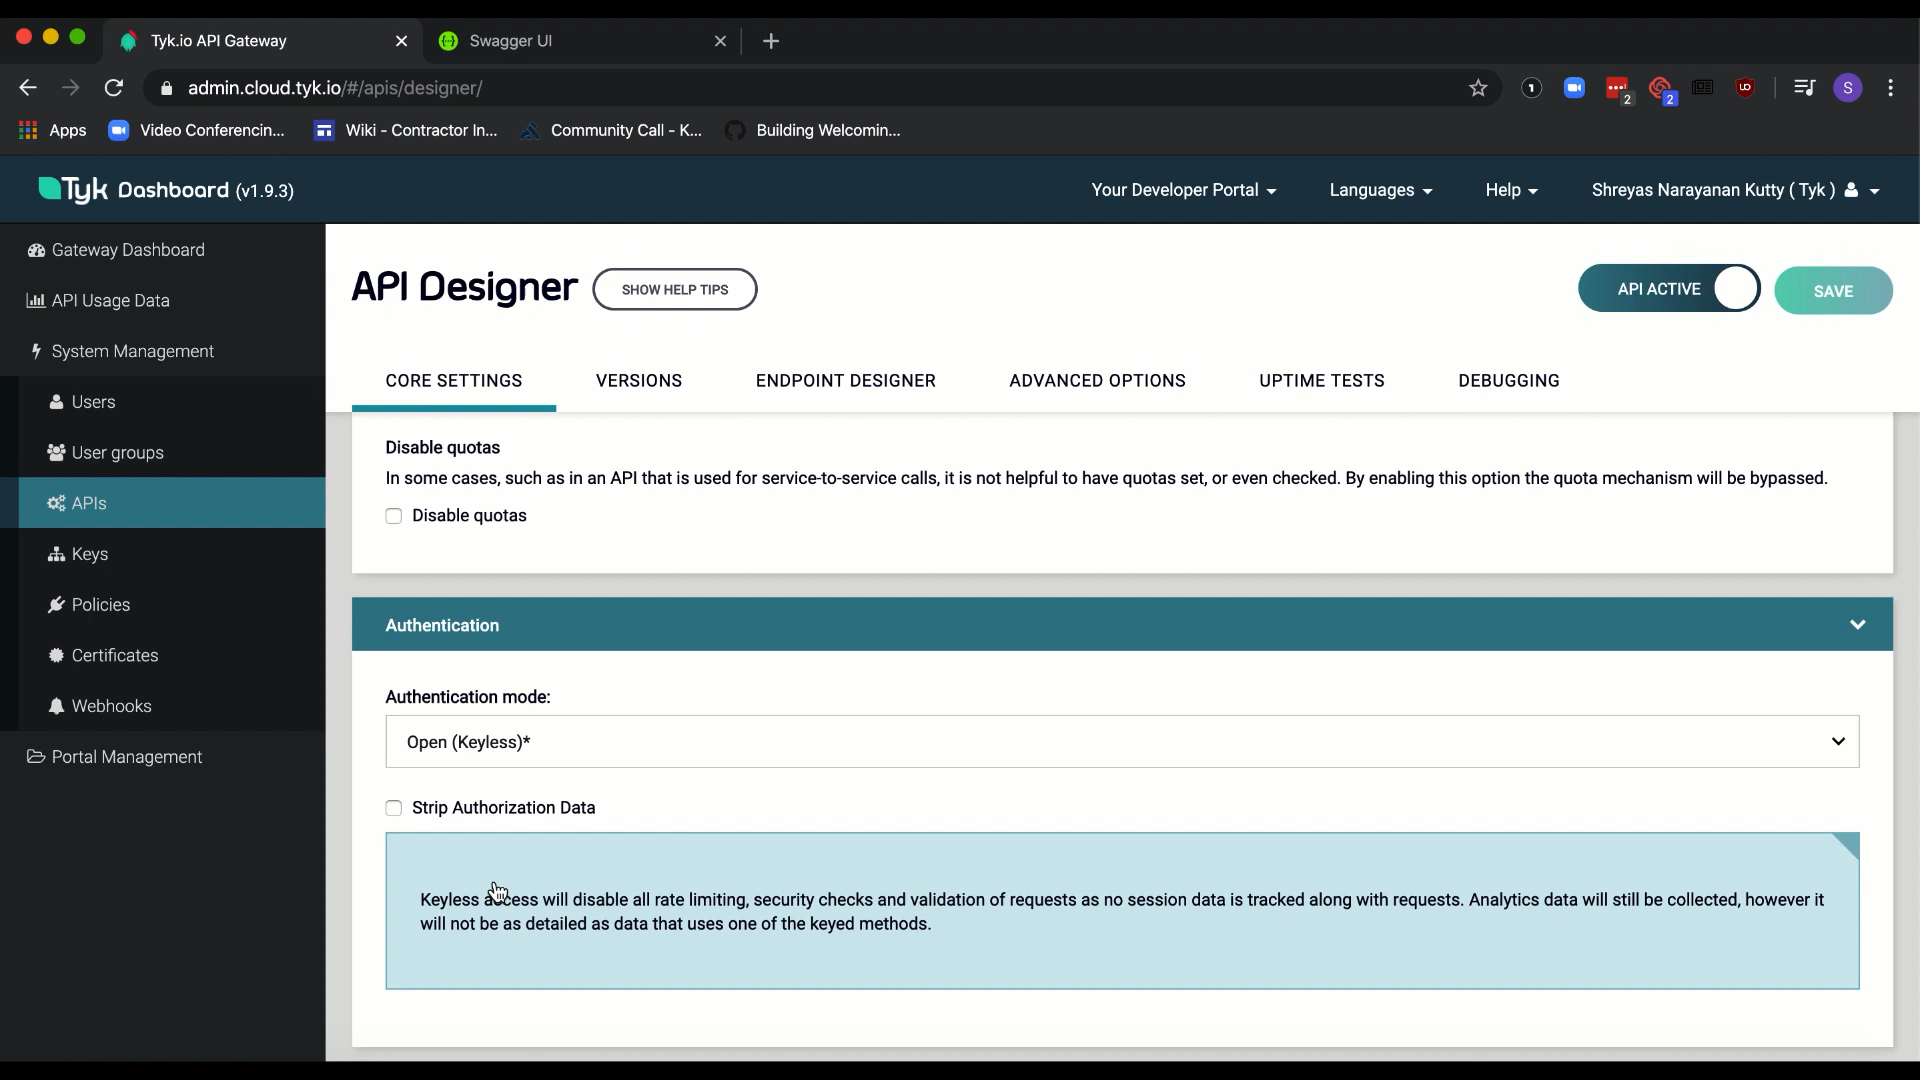 Tyk.io API Gateway
Swagger UI
admin.cloud.tyk.io/#/apis/designer/
1
2
2
UD
S
Apps
Video Conferencin...
Wiki - Contractor In...
Community Call - K...
Building Welcomin...
Tyk Dashboard (v1.9.3)
Your Developer Portal
Languages
Help
Shreyas Narayanan Kutty ( Tyk )
Gateway Dashboard
API Usage Data
System Management
Users
User groups
APIs
Keys
Policies
Certificates
Webhooks
Portal Management
API Designer
SHOW HELP TIPS
API ACTIVE
SAVE
CORE SETTINGS
VERSIONS
ENDPOINT DESIGNER
ADVANCED OPTIONS
UPTIME TESTS
DEBUGGING
Disable quotas
In some cases, such as in an API that is used for service-to-service calls, it is not helpful to have quotas set, or even checked. By enabling this option the quota mechanism will be bypassed.
Disable quotas
Authentication
Authentication mode:
Open (Keyless)*
Strip Authorization Data
Keyless access will disable all rate limiting, security checks and validation of requests as no session data is tracked along with requests. Analytics data will still be collected, however it
will not be as detailed as data that uses one of the keyed methods.